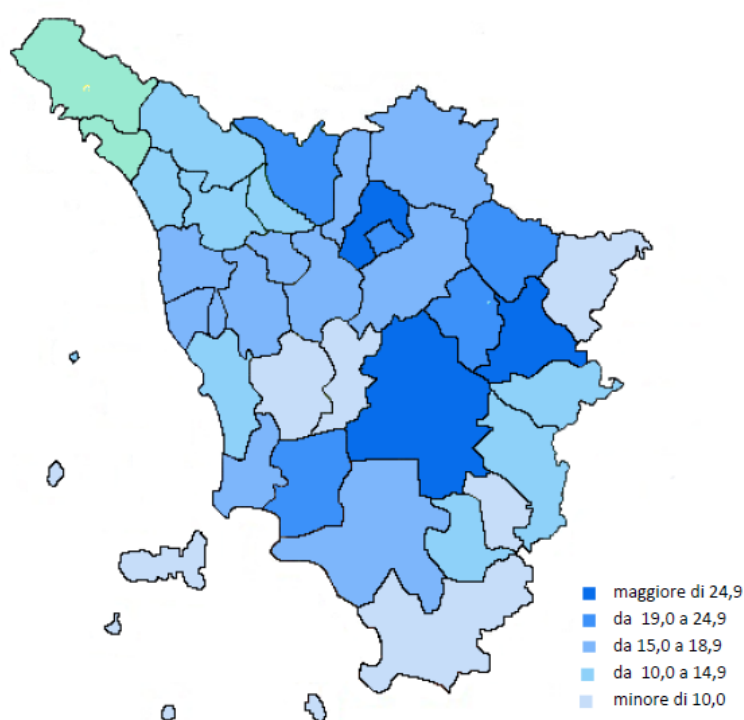 maggiore di 24,9
da 19,0 a 24,9
da 15,0 a 18,9
da 10,0 a 14,9
minore di 10,0